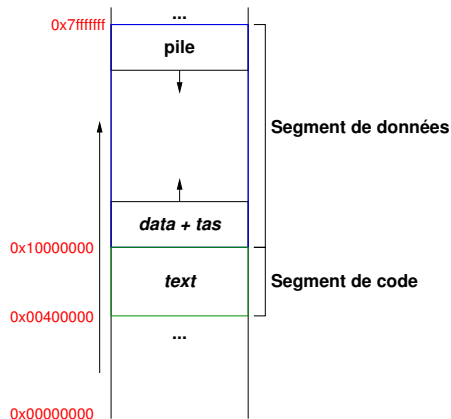 ...
0x7fffffff
pile
Segment de données
data + tas
0x10000000
text
Segment de code
0x00400000
...
0x00000000